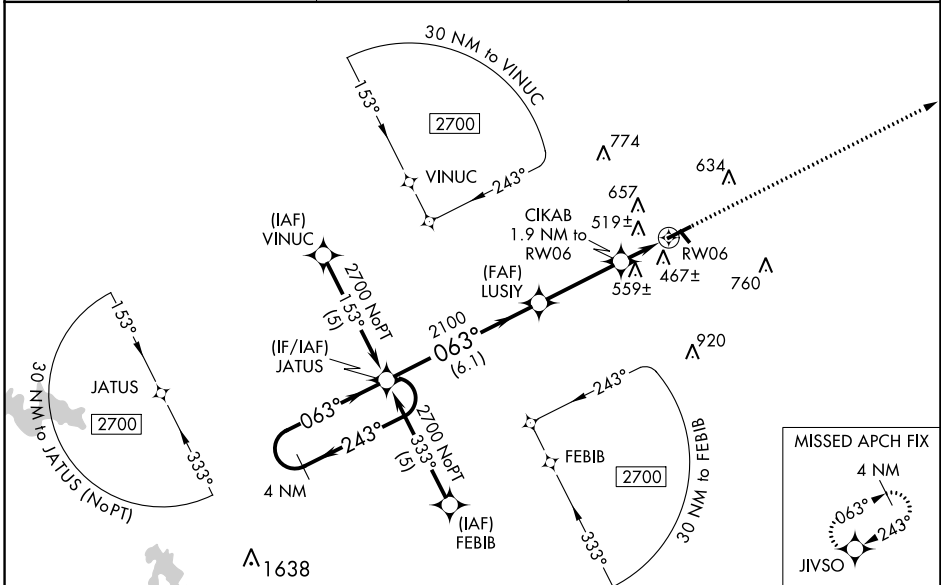 30 NM to VINUC
153°
2700
VINUC
243°
774
634
657
519±
CIKAB
1.9 NM to
RW06
RW06
467±
559±
760
(IAF)
VINUC
2700 NoPT
153°
(5)
(FAF)
LUSIY
2100
063°
(6.1)
(IF/IAF)
JATUS
920
153°
JATUS
2700
333°
30 NM to JATUS (NoPT)
063°
243°
4 NM
2700 NoPT
333°
(5)
(IAF)
FEBIB
243°
FEBIB
2700
333°
30 NM to FEBIB
1638
MISSED APCH FIX
4 NM
063°
243°
JIVSO